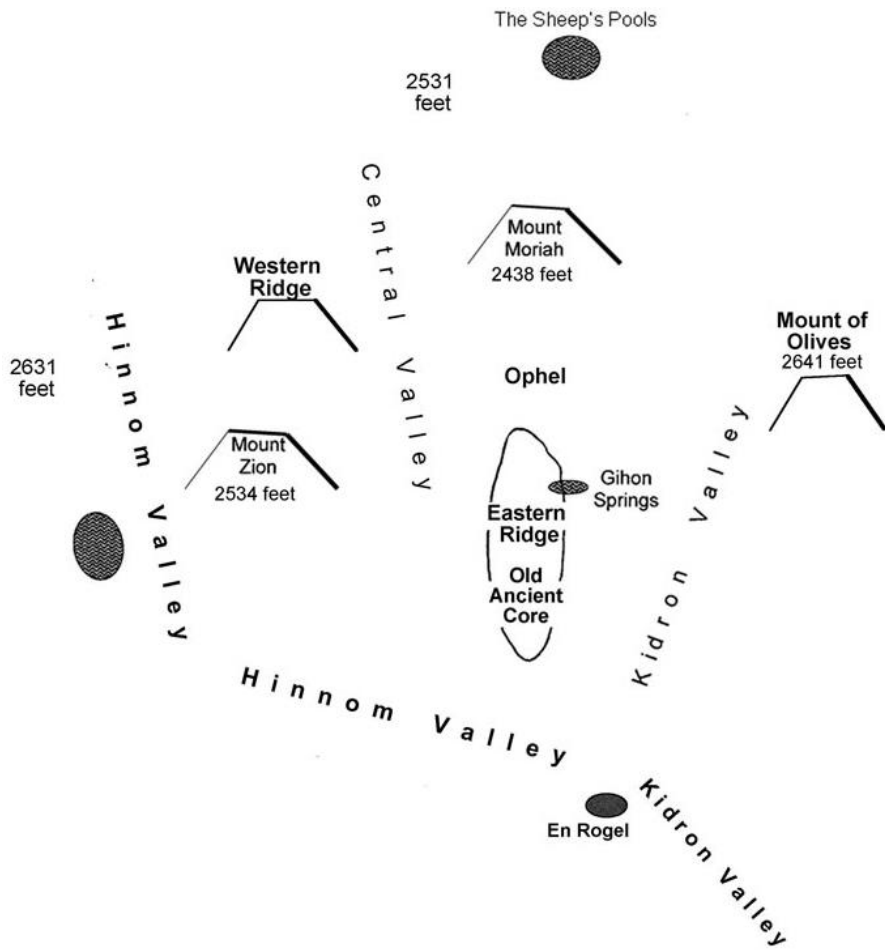 The Sheep's Pools
2531
feet
Central Valley
Mount
Moriah
2438 feet
Western
Ridge
Hinnom Valley
Mount of
Olives
2641 feet
2631
feet
Ophel
Kidron Valley
Mount
Zion
2534 feet
Gihon
Springs
Eastern
Ridge
Old
Ancient
Core
Hinnom Valley
Kidron Valley
En Rogel